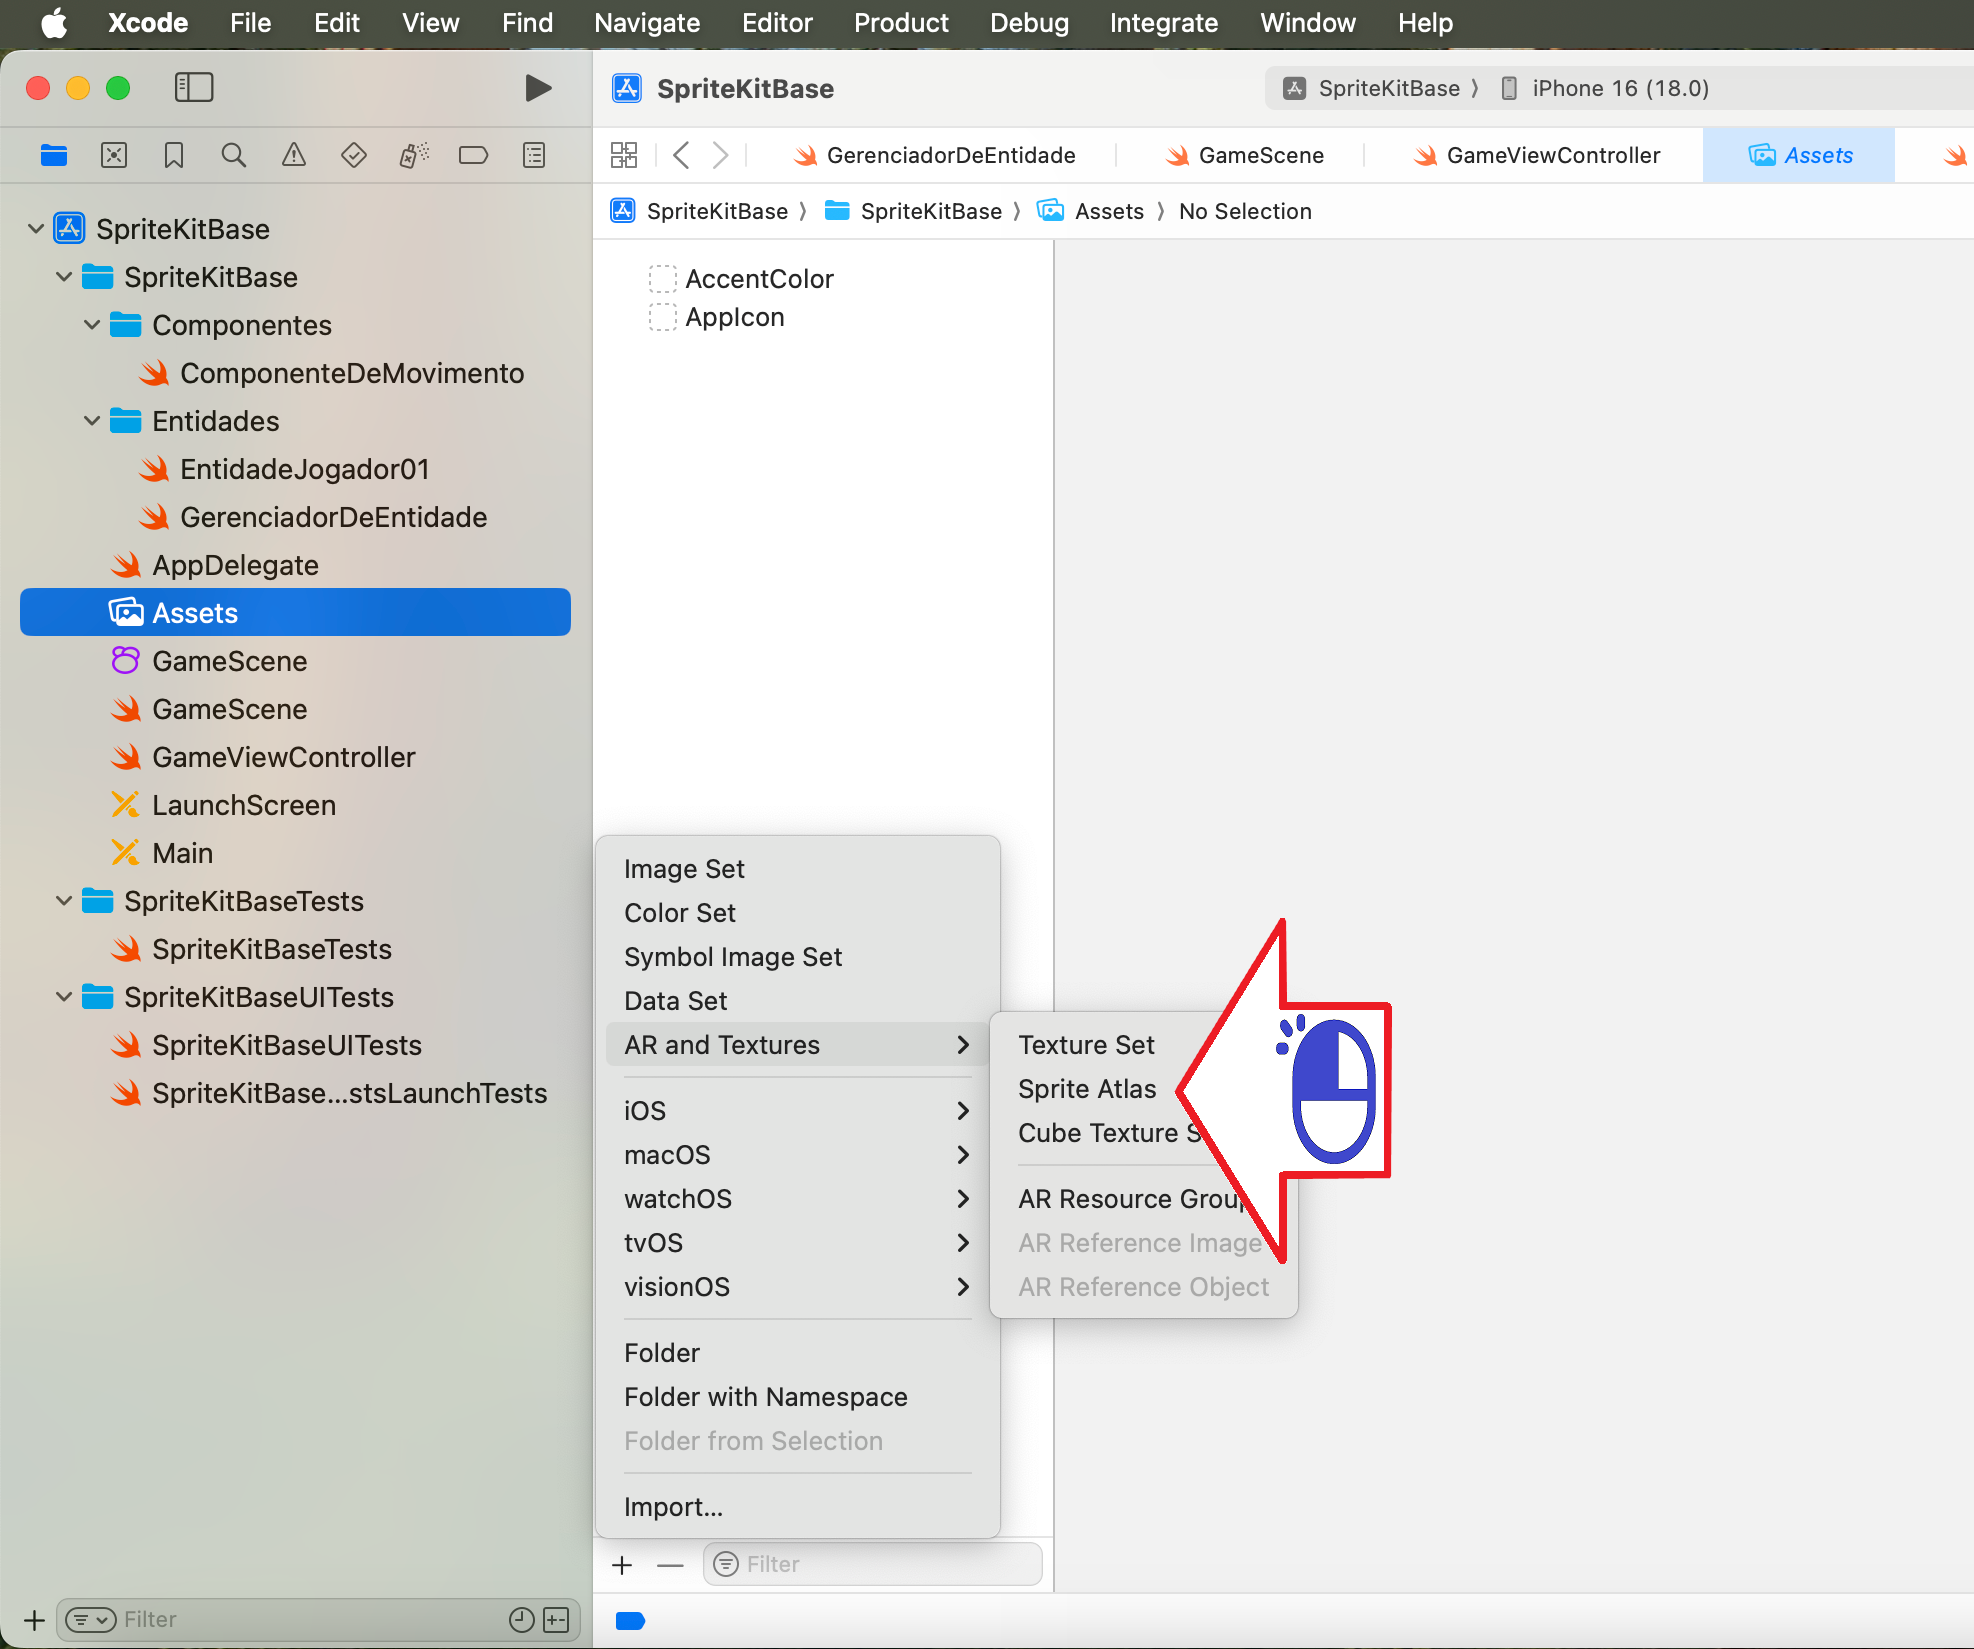 Xcode File Edit View Find Navigate Editor Product Debug Integrate Window Help
SpriteKitBase
SpriteKitBase 〉 iPhone 16 (18.0)
GerenciadorDeEntidade
GameScene
GameViewController
Assets
SpriteKitBase 〉 SpriteKitBase 〉 Assets 〉 No Selection
SpriteKitBase
SpriteKitBase
Componentes
ComponenteDeMovimento
Entidades
EntidadeJogador01
GerenciadorDeEntidade
AppDelegate
Assets
GameScene
GameScene
GameViewController
LaunchScreen
Main
SpriteKitBaseTests
SpriteKitBaseTests
SpriteKitBaseUITests
SpriteKitBaseUITests
SpriteKitBase...stsLaunchTests
Filter
AccentColor
AppIcon
Image Set
Color Set
Symbol Image Set
Data Set
AR and Textures
iOS
macOS
watchOS
tvOS
visionOS
Folder
Folder with Namespace
Folder from Selection
Import...
Filter
Texture Set
Sprite Atlas
Cube Texture S
AR Resource Group
AR Reference Image
AR Reference Object